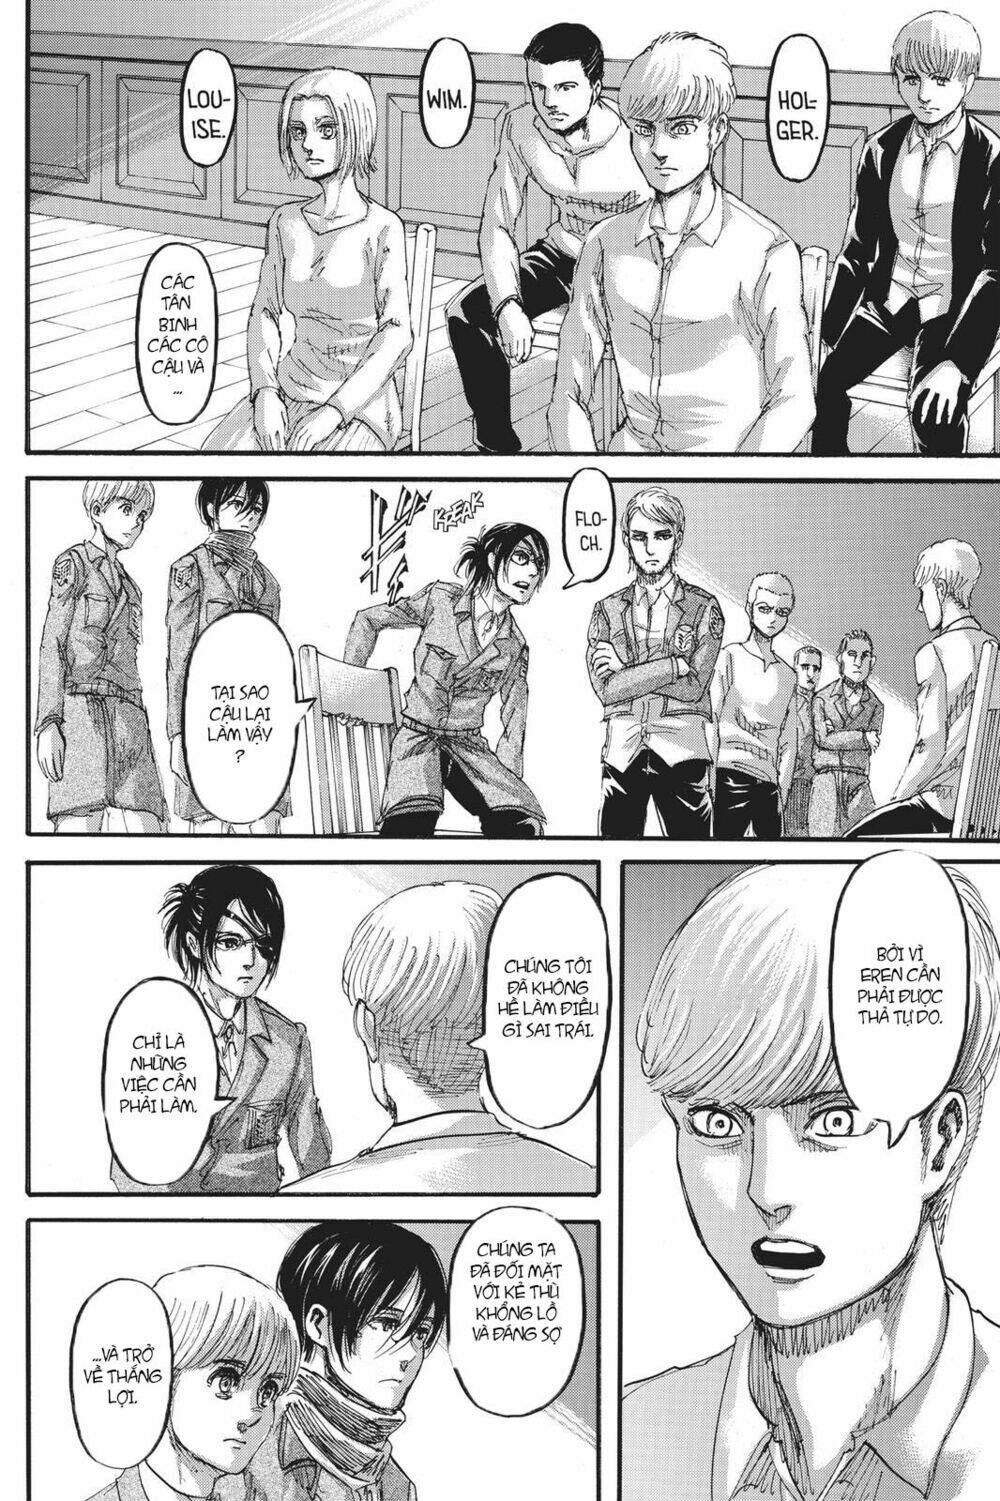 HOL-
GER.
WIM.
LOU-
ISE.
CÁC
TÂN
BINH
CÁC CÔ
CẬU VÀ
...
FLO-
CH.
KREAK
TẠI SAO
CẬU LẠI
LÀM VẬY
?
BỞI VÌ
EREN CẦN
PHẢI ĐƯỢC
THẢ TỰ DO.
CHÚNG TÔI
ĐÃ KHÔNG
HỀ LÀM ĐIỀU
GÌ SAI TRÁI.
CHỈ LÀ
NHỮNG
VIỆC CẦN
PHẢI LÀM.
CHÚNG TA
ĐÃ ĐỐI MẶT
VỚI KẺ THÙ
KHỔNG LỒ
VÀ ĐÁNG SỢ
...VÀ TRỞ
VỀ THẮNG
LỢI.